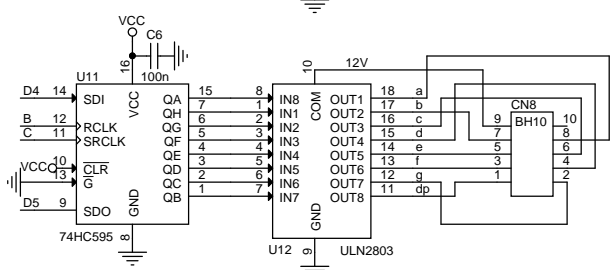 VCC
C6
100n
10
12V
U11
16
VCC
D4 14 SDI QA 15 8 IN8 COM OUT1 18 a
QH 7 1 IN1 OUT2 17 b CN8
B 12 RCLK QG 6 2 IN2 OUT3 16 c 9 BH10 10
C 11 SRCLK QF 5 3 IN3 OUT4 15 d 7 8
QE 4 4 IN4 OUT5 14 e 5 6
VCC 10 CLR QD 3 5 IN5 OUT6 13 f 3 4
13 G QC 2 6 IN6 OUT7 12 g 1 2
QB 1 7 IN7 OUT8 11 dp
D5 9 SDO GND GND
74HC595 8 U12 9 ULN2803